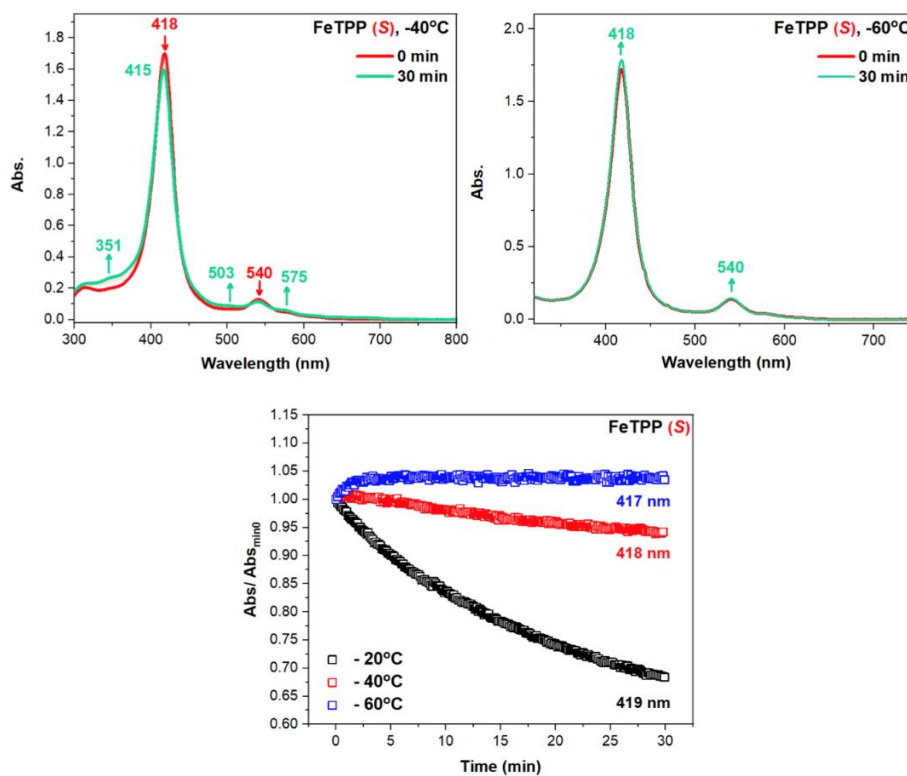 FeTPP (S), -40°C
0 min
30 min
418
415
351
503
540
575
1.8
1.6
1.4
1.2
1.0
0.8
0.6
0.4
0.2
0.0
Abs.
300 400 500 600 700 800
Wavelength (nm)
FeTPP (S), -60°C
0 min
30 min
418
540
2.0
1.5
1.0
0.5
0.0
Abs.
400 500 600 700
Wavelength (nm)
FeTPP (S)
1.15
1.10
1.05
1.00
0.95
0.90
0.85
0.80
0.75
0.70
0.65
0.60
Abs/ Abs min0
417 nm
418 nm
419 nm
- 20°C
- 40°C
- 60°C
0 5 10 15 20 25 30
Time (min)